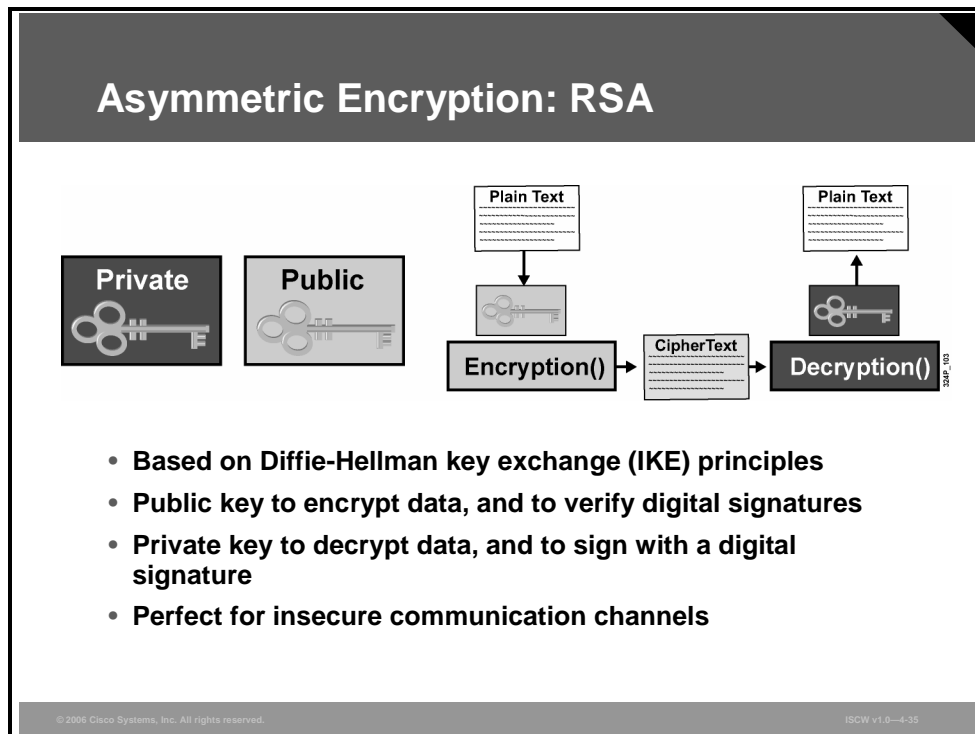 Asymmetric Encryption: RSA
Private
Public
Plain Text
Encryption()
CipherText
Plain Text
Decryption()
324P_103
• Based on Diffie-Hellman key exchange (IKE) principles
• Public key to encrypt data, and to verify digital signatures
• Private key to decrypt data, and to sign with a digital
signature
• Perfect for insecure communication channels
© 2006 Cisco Systems, Inc. All rights reserved.
ISCW v1.0—4-35